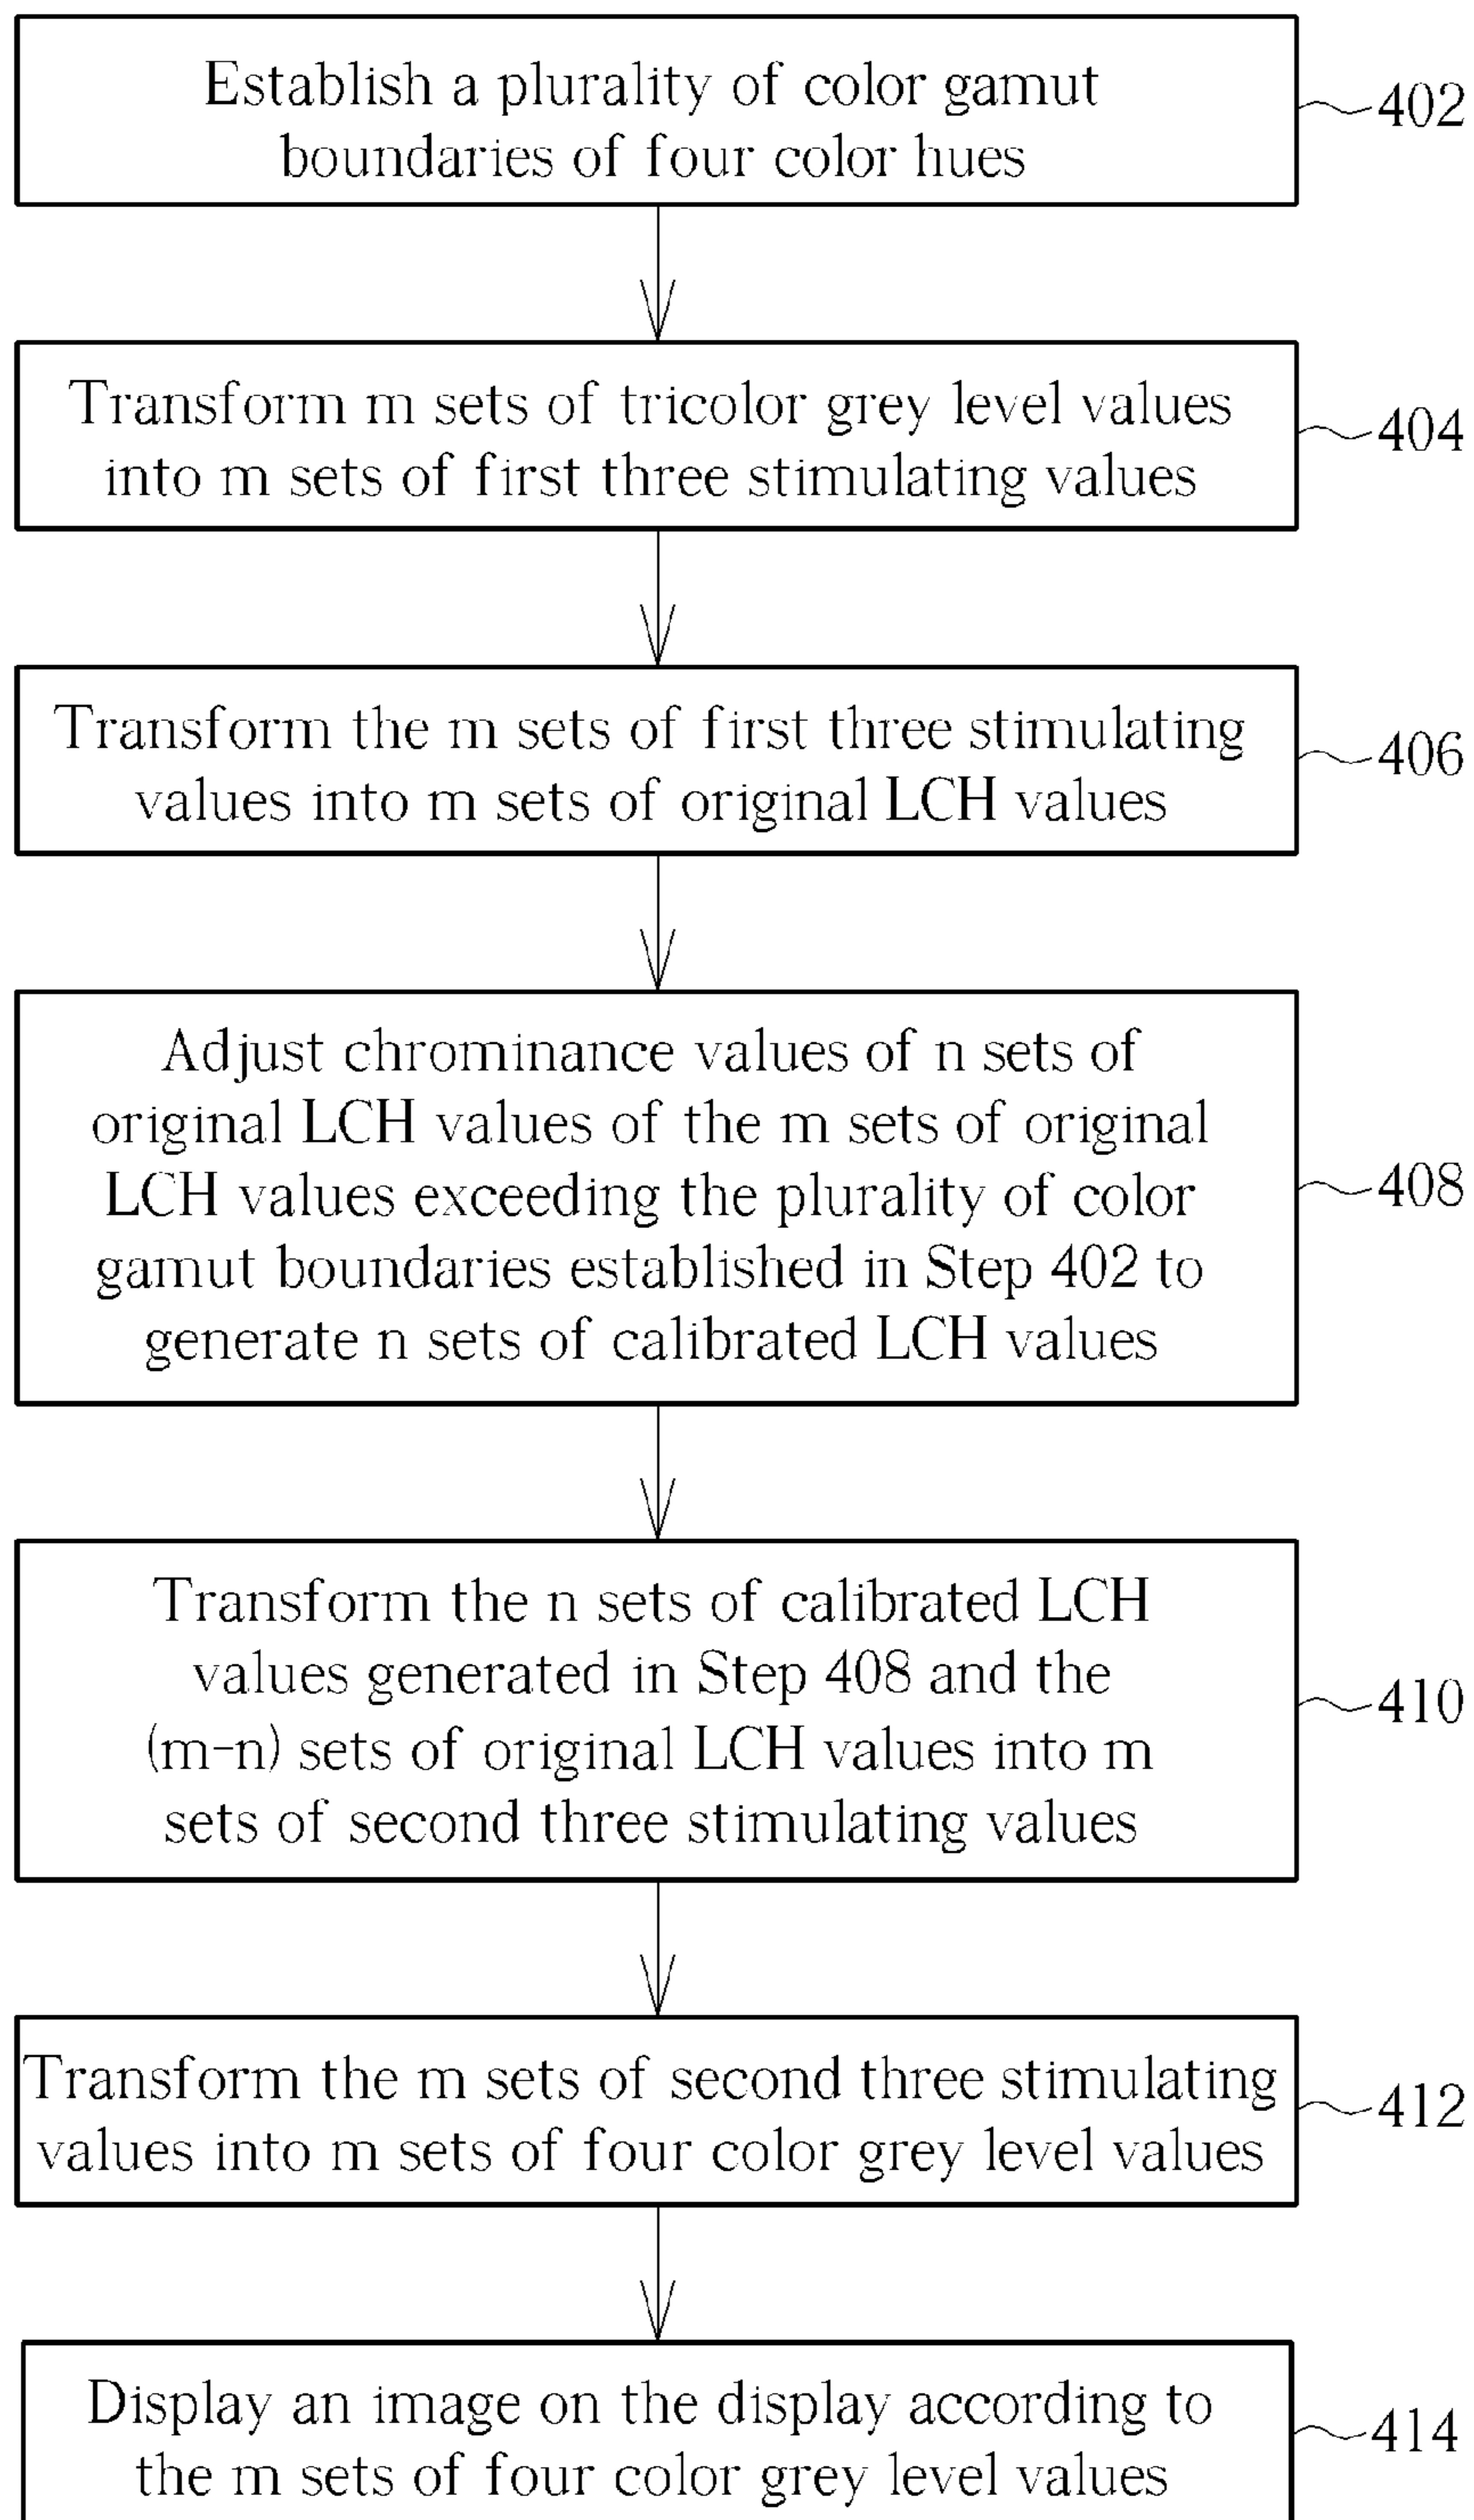 Establish a plurality of color gamut
boundaries of four color hues
402
Transform m sets of tricolor grey level values
into m sets of first three stimulating values
404
Transform the m sets of first three stimulating
values into m sets of original LCH values
406
Adjust chrominance values of n sets of
original LCH values of the m sets of original
LCH values exceeding the plurality of color
gamut boundaries established in Step 402 to
generate n sets of calibrated LCH values
408
Transform the n sets of calibrated LCH
values generated in Step 408 and the
(m-n) sets of original LCH values into m
sets of second three stimulating values
410
Transform the m sets of second three stimulating
values into m sets of four color grey level values
412
Display an image on the display according to
the m sets of four color grey level values
414